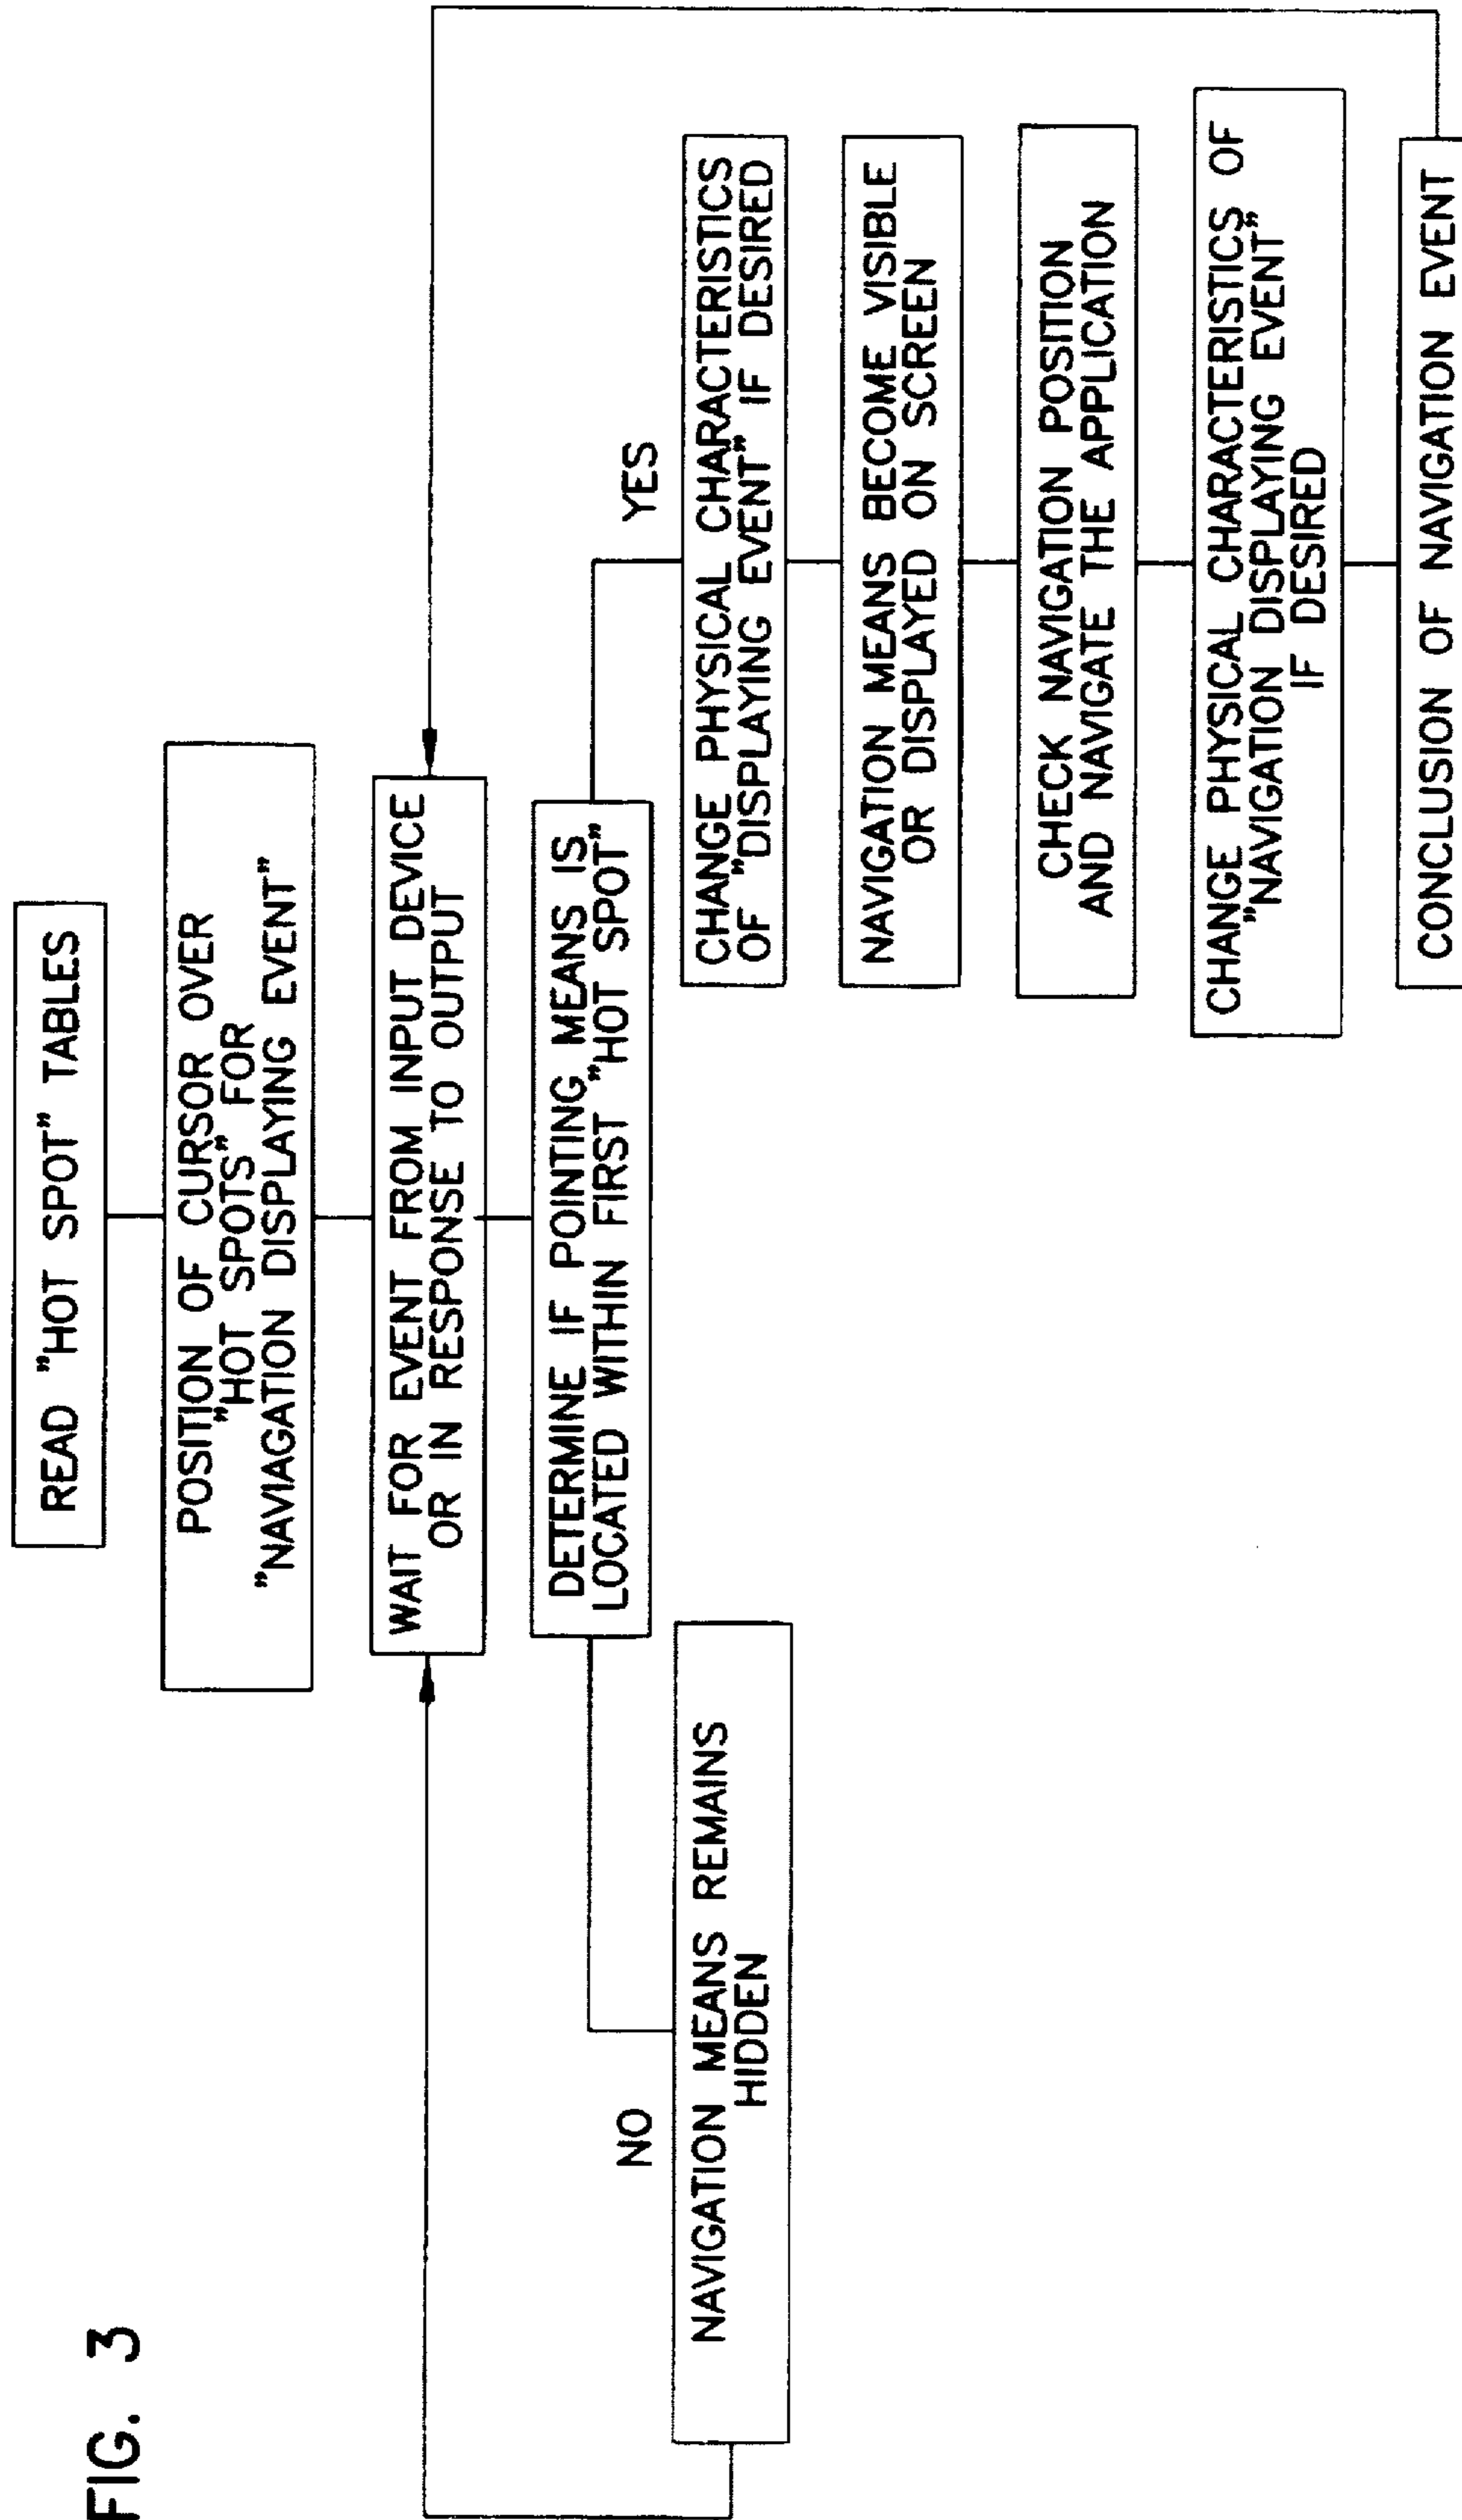 FIG. 3
READ "HOT SPOT" TABLES
POSITION OF CURSOR OVER
"HOT SPOTS" FOR
"NAVIAGATION DISPLAYING EVENT"
WAIT FOR EVENT FROM INPUT DEVICE
OR IN RESPONSE TO OUTPUT
DETERMINE IF POINTING MEANS IS
LOCATED WITHIN FIRST "HOT SPOT"
NO
NAVIGATION MEANS REMAINS
HIDDEN
YES
CHANGE PHYSICAL CHARACTERISTICS
OF "DISPLAYING EVENT" IF DESIRED
NAVIGATION MEANS BECOME VISIBLE
OR DISPLAYED ON SCREEN
CHECK NAVIGATION POSITION
AND NAVIGATE THE APPLICATION
CHANGE PHYSICAL CHARACTERISTICS OF
"NAVIGATION DISPLAYING EVENT"
IF DESIRED
CONCLUSION OF NAVIGATION EVENT